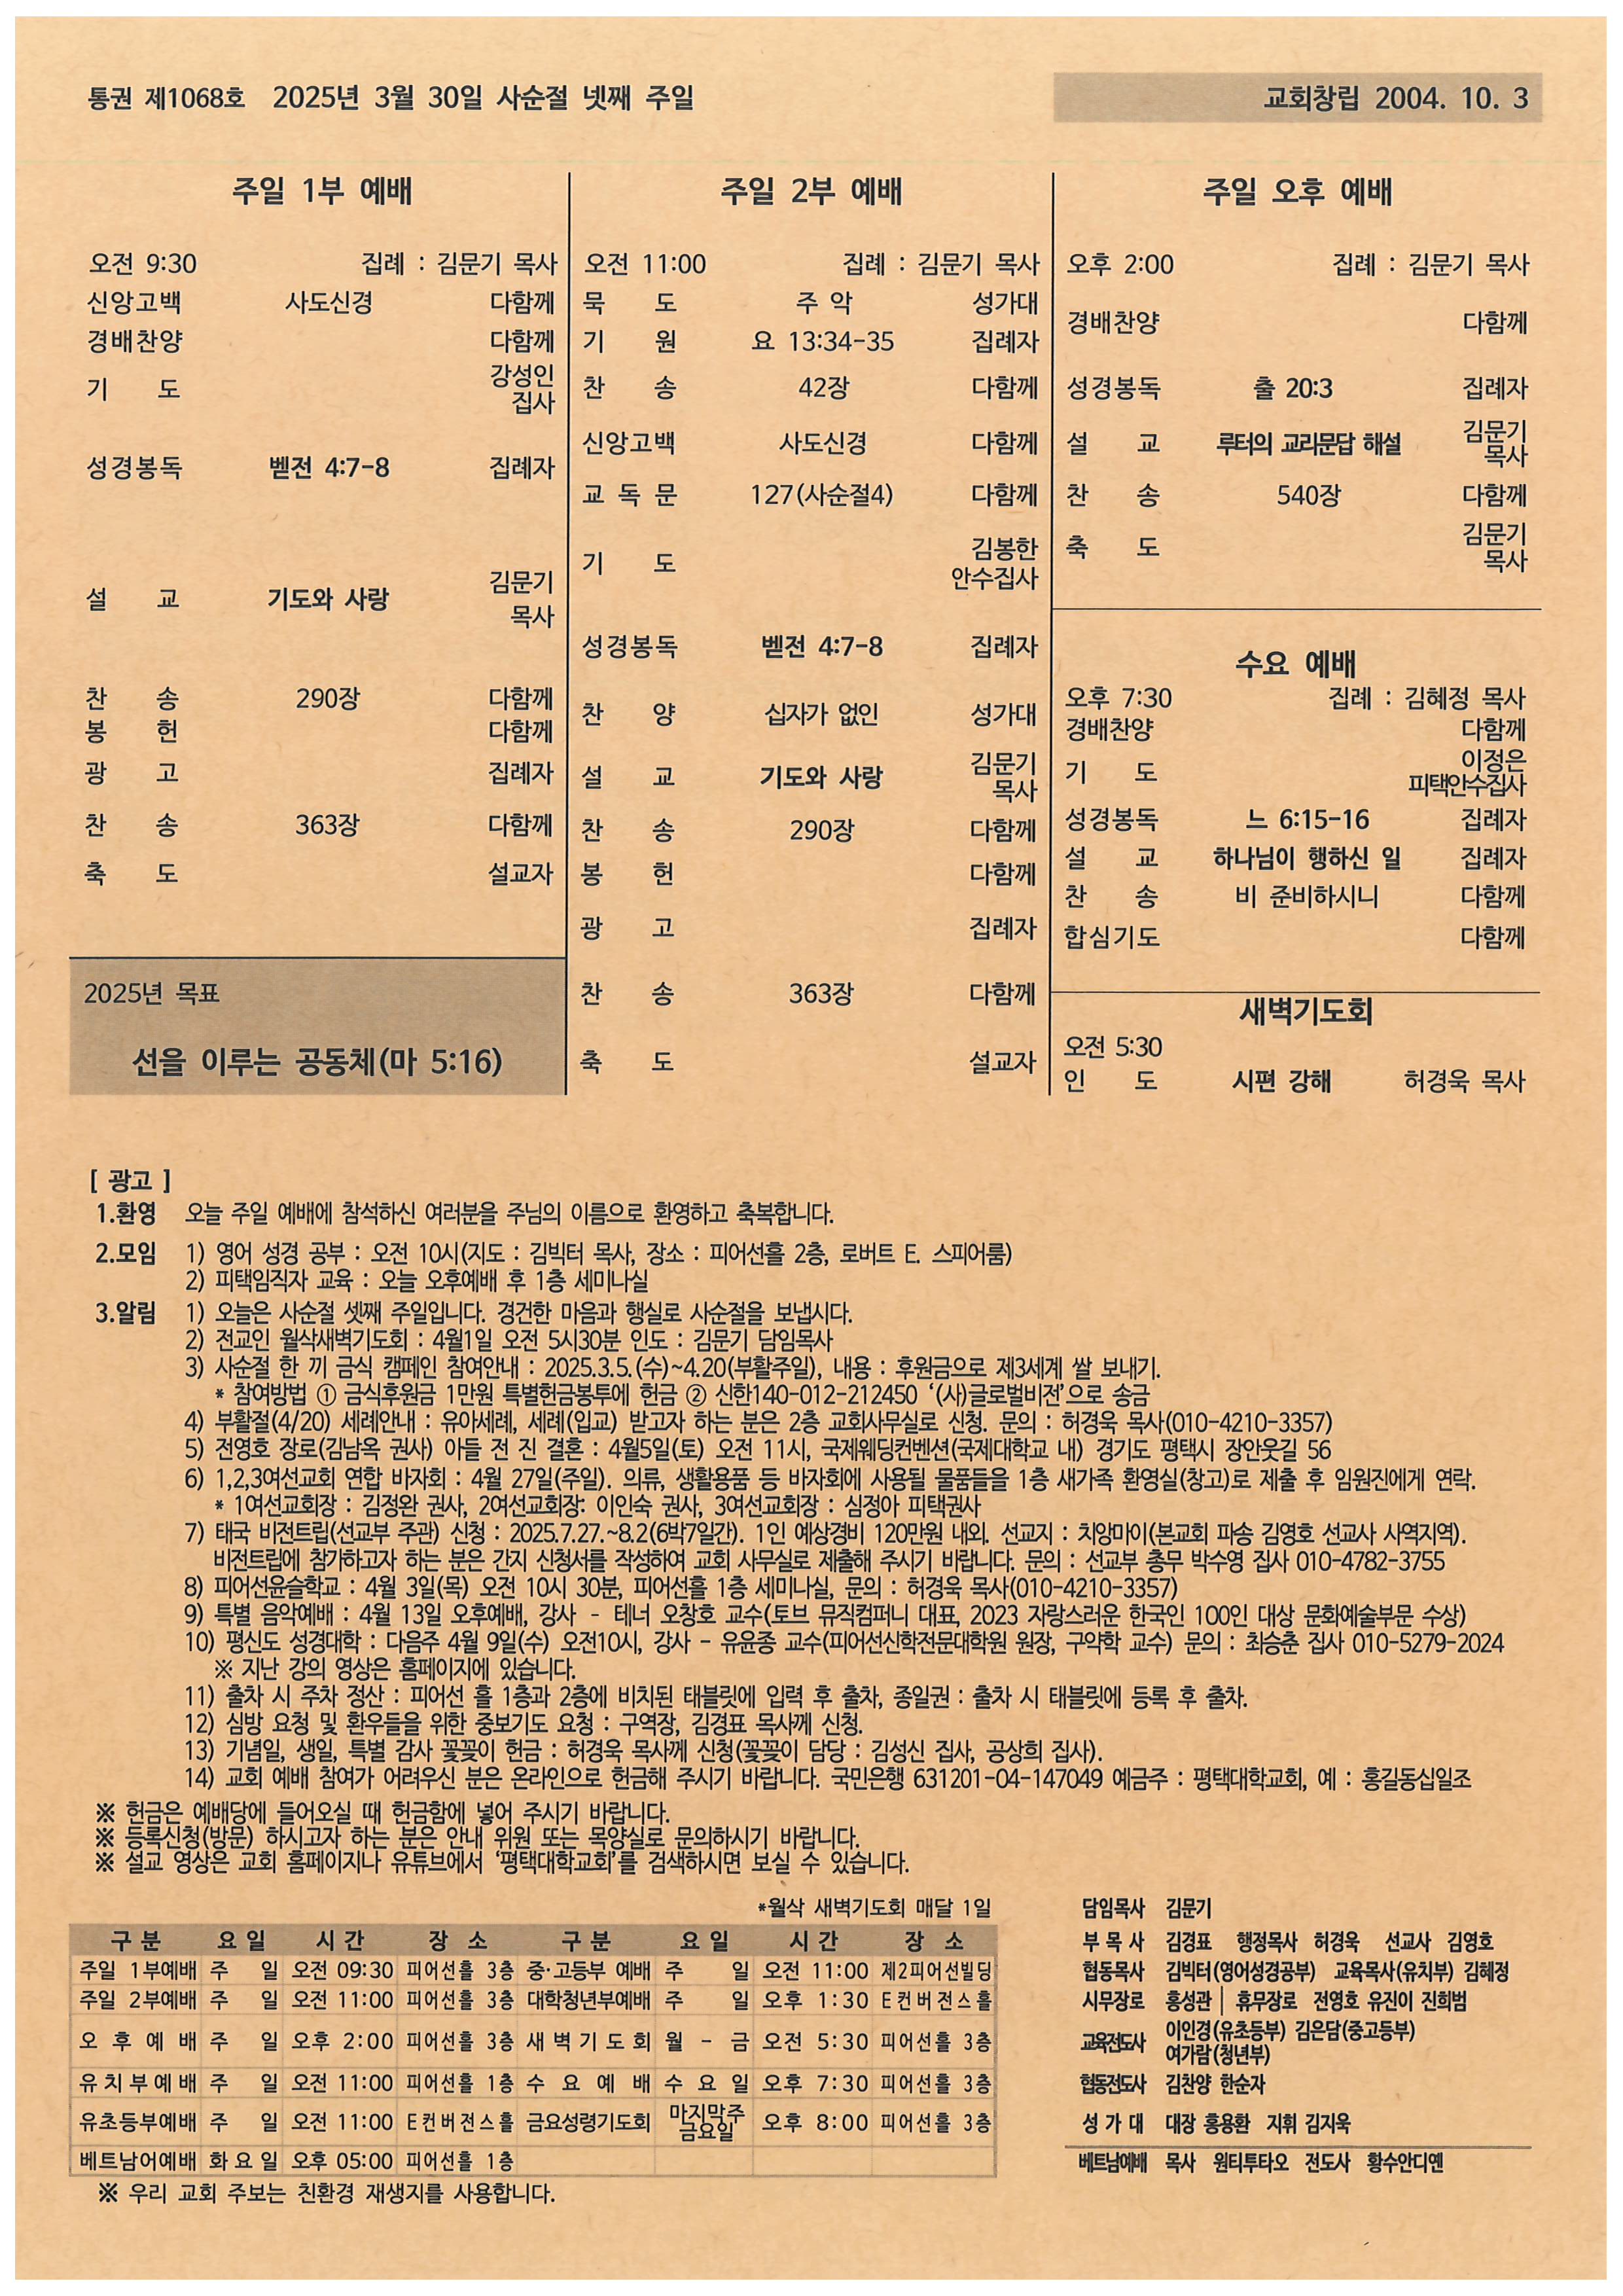 통권 제1068호 2025년 3월 30일 사순절 넷째 주일
교회창립 2004. 10. 3
주일 1부 예배
오전 9:30 집례 : 김문기 목사
신앙고백 사도신경 다함께
경배찬양 다함께
기 도 강성인 집사
성경봉독 벧전 4:7-8 집례자
설 교 기도와 사랑 김문기 목사
찬 송 290장 다함께
봉 헌 다함께
광 고 집례자
찬 송 363장 다함께
축 도 설교자
2025년 목표
선을 이루는 공동체(마 5:16)
주일 2부 예배
오전 11:00 집례 : 김문기 목사
묵 도 주 악 성가대
기 원 요 13:34-35 집례자
찬 송 42장 다함께
신앙고백 사도신경 다함께
교 독 문 127(사순절4) 다함께
기 도 김봉한 안수집사
성경봉독 벧전 4:7-8 집례자
찬 양 십자가 없인 성가대
설 교 기도와 사랑 김문기 목사
찬 송 290장 다함께
봉 헌 다함께
광 고 집례자
찬 송 363장 다함께
축 도 설교자
주일 오후 예배
오후 2:00 집례 : 김문기 목사
경배찬양 다함께
성경봉독 출 20:3 집례자
설 교 루터의 교리문답 해설 김문기 목사
찬 송 540장 다함께
축 도 김문기 목사
수요 예배
오후 7:30 집례 : 김혜정 목사
경배찬양 다함께
기 도 이정은 피택안수집사
성경봉독 느 6:15-16 집례자
설 교 하나님이 행하신 일 집례자
찬 송 비 준비하시니 다함께
합심기도 다함께
새벽기도회
오전 5:30
인 도 시편 강해 허경욱 목사
[ 광고 ]
1.환영 오늘 주일 예배에 참석하신 여러분을 주님의 이름으로 환영하고 축복합니다.
2.모임 1) 영어 성경 공부 : 오전 10시(지도 : 김빅터 목사, 장소 : 피어선홀 2층, 로버트 E. 스피어룸)
2) 피택임직자 교육 : 오늘 오후예배 후 1층 세미나실
3.알림 1) 오늘은 사순절 셋째 주일입니다. 경건한 마음과 행실로 사순절을 보냅시다.
2) 전교인 월삭새벽기도회 : 4월1일 오전 5시30분 인도 : 김문기 담임목사
3) 사순절 한 끼 금식 캠페인 참여안내 : 2025.3.5.(수)~4.20(부활주일), 내용 : 후원금으로 제3세계 쌀 보내기.
* 참여방법 ① 금식후원금 1만원 특별헌금봉투에 헌금 ② 신한140-012-212450 ‘(사)글로벌비전’으로 송금
4) 부활절(4/20) 세례안내 : 유아세례, 세례(입교) 받고자 하는 분은 2층 교회사무실로 신청. 문의 : 허경욱 목사(010-4210-3357)
5) 전영호 장로(김남옥 권사) 아들 전 진 결혼 : 4월5일(토) 오전 11시, 국제웨딩컨벤션(국제대학교 내) 경기도 평택시 장안웃길 56
6) 1,2,3여선교회 연합 바자회 : 4월 27일(주일). 의류, 생활용품 등 바자회에 사용될 물품들을 1층 새가족 환영실(창고)로 제출 후 임원진에게 연락.
* 1여선교회장 : 김정완 권사, 2여선교회장: 이인숙 권사, 3여선교회장 : 심정아 피택권사
7) 태국 비전트립(선교부 주관) 신청 : 2025.7.27.~8.2(6박7일간). 1인 예상경비 120만원 내외. 선교지 : 치앙마이(본교회 파송 김영호 선교사 사역지역).
비전트립에 참가하고자 하는 분은 간지 신청서를 작성하여 교회 사무실로 제출해 주시기 바랍니다. 문의 : 선교부 총무 박수영 집사 010-4782-3755
8) 피어선윤슬학교 : 4월 3일(목) 오전 10시 30분, 피어선홀 1층 세미나실, 문의 : 허경욱 목사(010-4210-3357)
9) 특별 음악예배 : 4월 13일 오후예배, 강사 - 테너 오창호 교수(토브 뮤직컴퍼니 대표, 2023 자랑스러운 한국인 100인 대상 문화예술부문 수상)
10) 평신도 성경대학 : 다음주 4월 9일(수) 오전10시, 강사 - 유윤종 교수(피어선신학전문대학원 원장, 구약학 교수) 문의 : 최승춘 집사 010-5279-2024
※ 지난 강의 영상은 홈페이지에 있습니다.
11) 출차 시 주차 정산 : 피어선 홀 1층과 2층에 비치된 태블릿에 입력 후 출차, 종일권 : 출차 시 태블릿에 등록 후 출차.
12) 심방 요청 및 환우들을 위한 중보기도 요청 : 구역장, 김경표 목사께 신청.
13) 기념일, 생일, 특별 감사 꽃꽂이 헌금 : 허경욱 목사께 신청(꽃꽂이 담당 : 김성신 집사, 공상희 집사).
14) 교회 예배 참여가 어려우신 분은 온라인으로 헌금해 주시기 바랍니다. 국민은행 631201-04-147049 예금주 : 평택대학교회, 예 : 홍길동십일조
※ 헌금은 예배당에 들어오실 때 헌금함에 넣어 주시기 바랍니다.
※ 등록신청(방문) 하시고자 하는 분은 안내 위원 또는 목양실로 문의하시기 바랍니다.
※ 설교 영상은 교회 홈페이지나 유튜브에서 ‘평택대학교회’를 검색하시면 보실 수 있습니다.
*월삭 새벽기도회 매달 1일
구 분 요 일 시 간 장 소 구 분 요 일 시 간 장 소
주일 1부예배 주 일 오전 09:30 피어선홀 3층 중·고등부 예배 주 일 오전 11:00 제2피어선빌딩
주일 2부예배 주 일 오전 11:00 피어선홀 3층 대학청년부예배 주 일 오후 1:30 E컨버전스홀
오 후 예 배 주 일 오후 2:00 피어선홀 3층 새벽기도회 월 - 금 오전 5:30 피어선홀 3층
유치부예배 주 일 오전 11:00 피어선홀 1층 수 요 예 배 수 요 일 오후 7:30 피어선홀 3층
유초등부예배 주 일 오전 11:00 E컨버전스홀 금요성령기도회 마지막주 금요일 오후 8:00 피어선홀 3층
베트남어예배 화요일 오후 05:00 피어선홀 1층
※ 우리 교회 주보는 친환경 재생지를 사용합니다.
담임목사 김문기
부 목 사 김경표 행정목사 허경욱 선교사 김영호
협동목사 김빅터(영어성경공부) 교육목사(유치부) 김혜정
시무장로 홍성관 | 휴무장로 전영호 유진이 진희범
교육전도사 이인경(유초등부) 김은담(중고등부)
여가람(청년부)
협동전도사 김찬양 한순자
성 가 대 대장 홍용환 지휘 김지욱
베트남예배 목사 원티투타오 전도사 황수안디엔